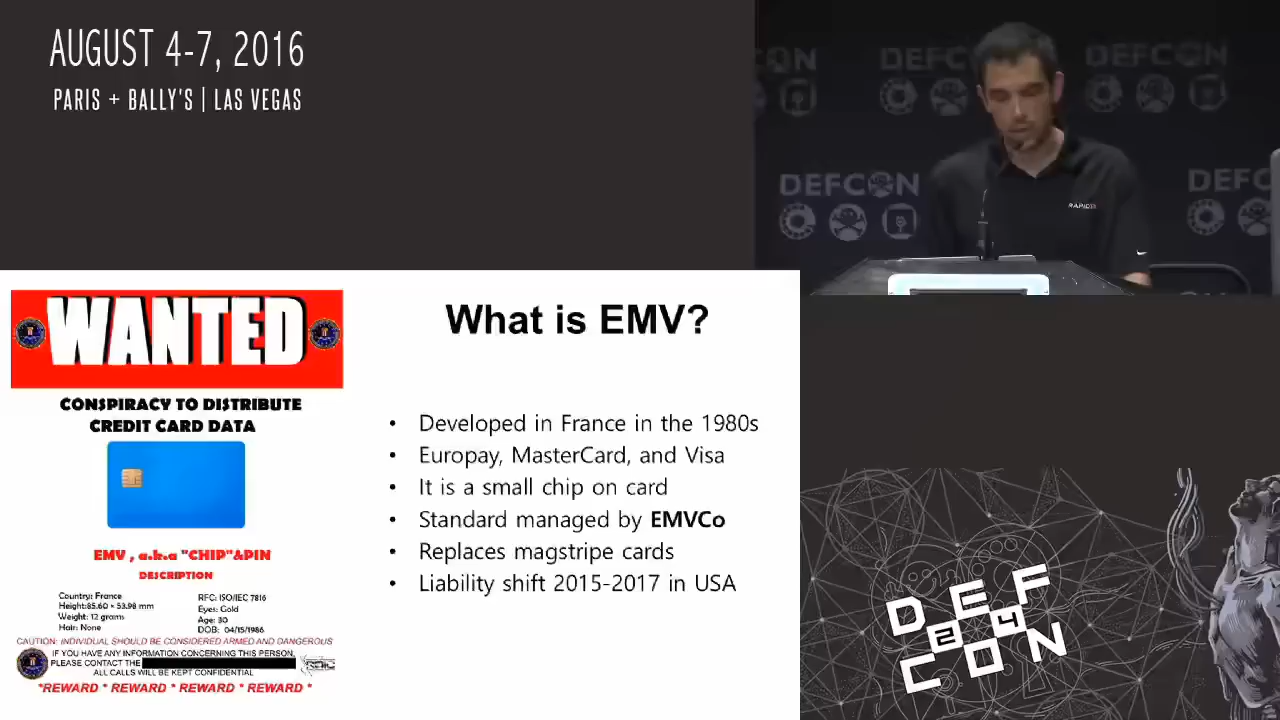 AUGUST 4-7, 2016
PARIS + BALLY'S | LAS VEGAS
DEFCON
DEFCON
DEFCON
RAPID7
WANTED
CONSPIRACY TO DISTRIBUTE
CREDIT CARD DATA
EMV , a.k.a "CHIP"&PIN
DESCRIPTION
Country: France
Height:85.60 × 53.98 mm
Weight: 12 grams
Hair: None
RFC: ISO/IEC 7816
Eyes: Gold
Age: 30
DOB: 04/15/1986
CAUTION: INDIVIDUAL SHOULD BE CONSIDERED ARMED AND DANGEROUS
IF YOU HAVE ANY INFORMATION CONCERNING THIS PERSON,
PLEASE CONTACT THE
ALL CALLS WILL BE KEPT CONFIDENTIAL
*REWARD * REWARD * REWARD * REWARD *
What is EMV?
• Developed in France in the 1980s
• Europay, MasterCard, and Visa
• It is a small chip on card
• Standard managed by EMVCo
• Replaces magstripe cards
• Liability shift 2015-2017 in USA
DEF
24
CON